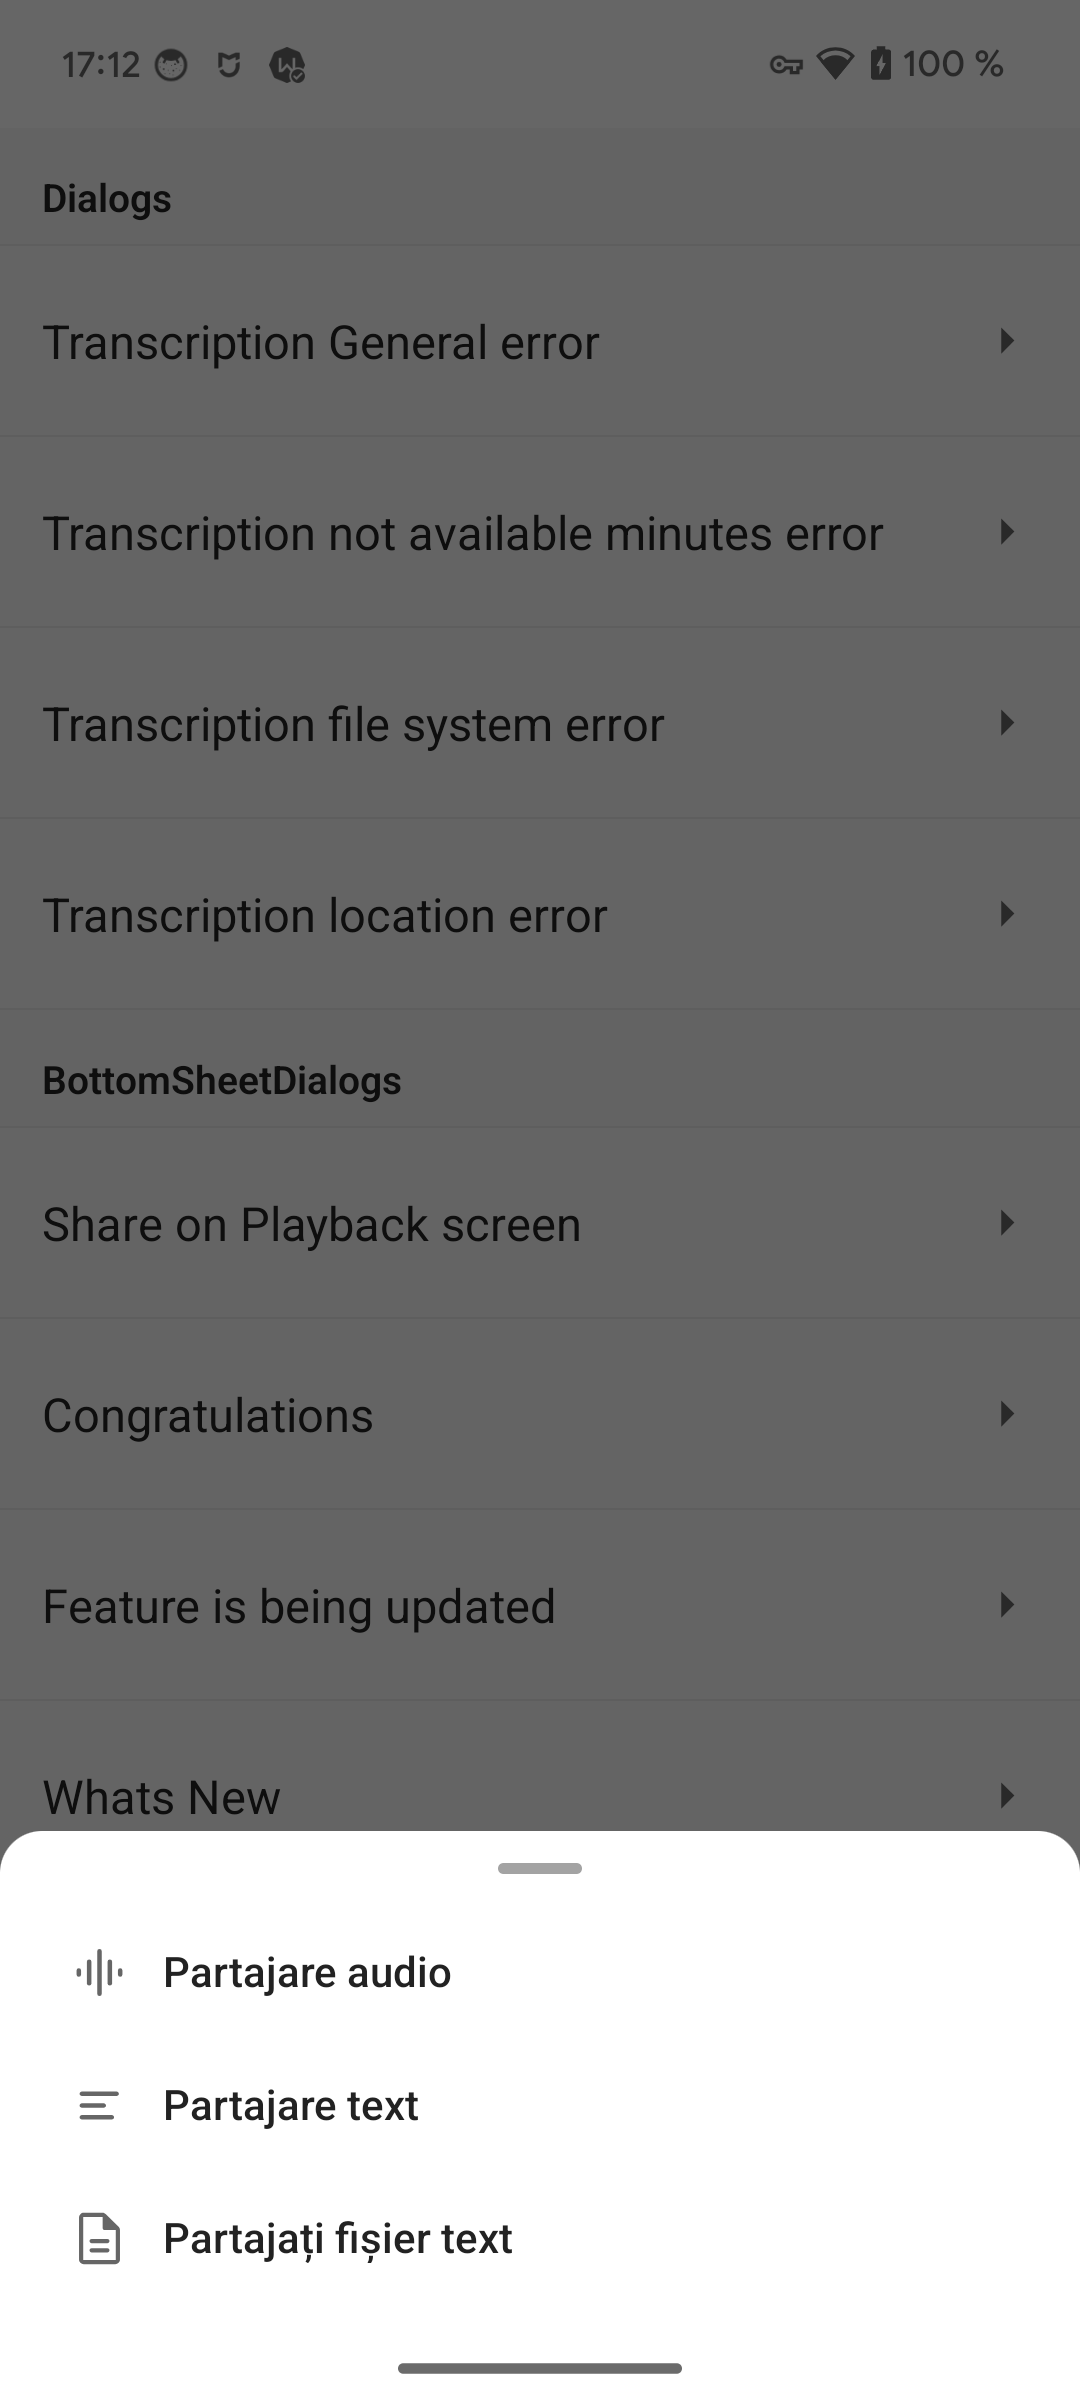 17:12
100 %
Dialogs
Transcription General error
Transcription not available minutes error
Transcription file system error
Transcription location error
BottomSheetDialogs
Share on Playback screen
Congratulations
Feature is being updated
Whats New
Partajare audio
Partajare text
Partajați fișier text